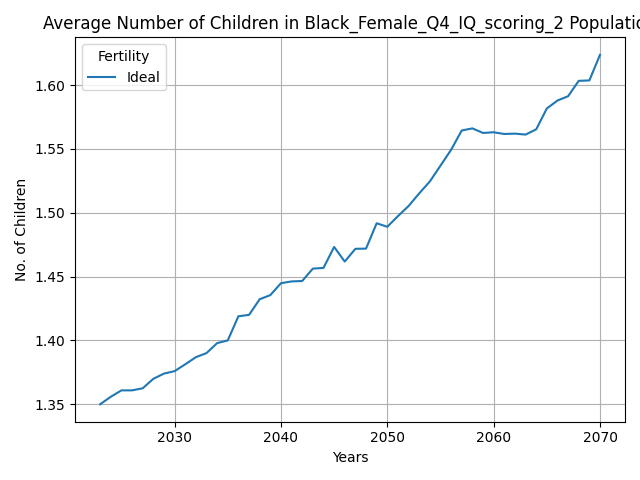 Average Number of Children in Black_Female_Q4_IQ_scoring_2 Populatio
Fertility
Ideal
No. of Children
1.60
1.55
1.50
1.45
1.40
1.35
2030 2040 2050 2060 2070
Years